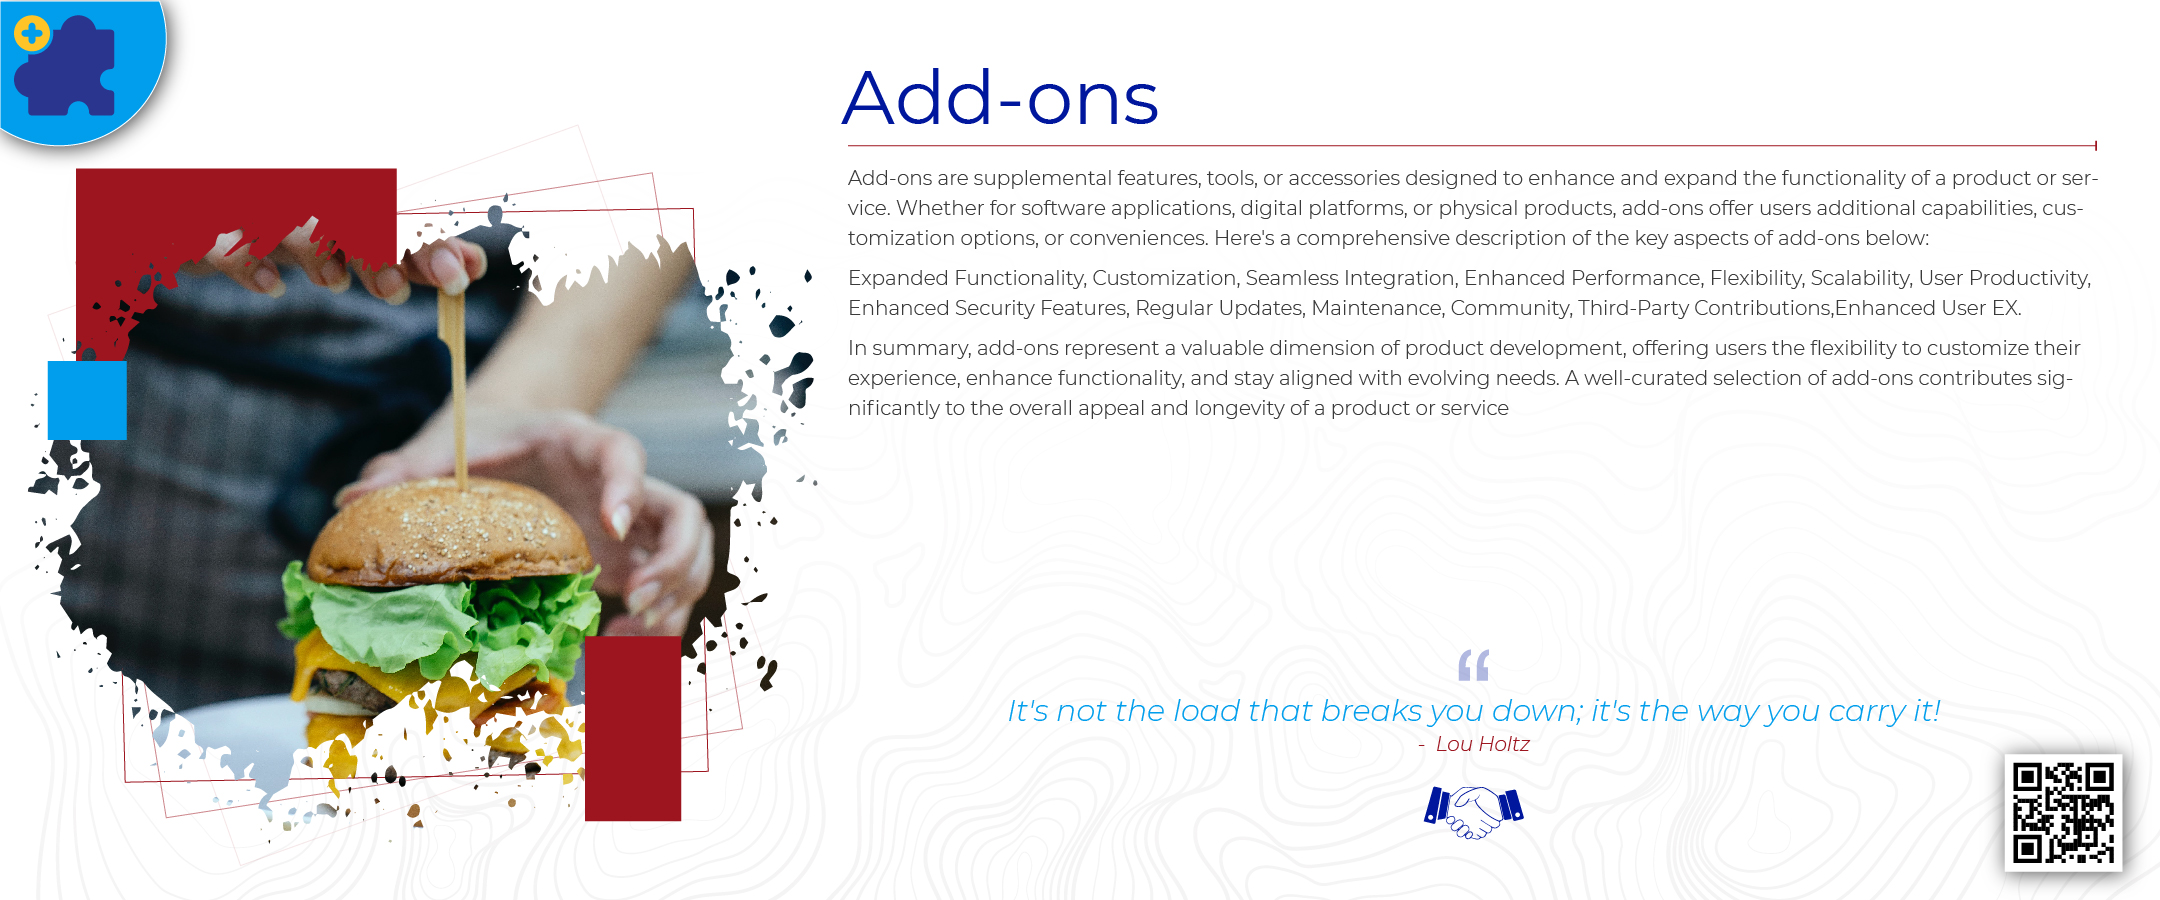 Add-ons
Add-ons are supplemental features, tools, or accessories designed to enhance and expand the functionality of a product or ser-
vice. Whether for software applications, digital platforms, or physical products, add-ons offer users additional capabilities, cus-
tomization options, or conveniences. Here's a comprehensive description of the key aspects of add-ons below:
Expanded Functionality, Customization, Seamless Integration, Enhanced Performance, Flexibility, Scalability, User Productivity,
Enhanced Security Features, Regular Updates, Maintenance, Community, Third-Party Contributions,Enhanced User EX.
In summary, add-ons represent a valuable dimension of product development, offering users the flexibility to customize their
experience, enhance functionality, and stay aligned with evolving needs. A well-curated selection of add-ons contributes sig-
nificantly to the overall appeal and longevity of a product or service
“
It's not the load that breaks you down; it's the way you carry it!
- Lou Holtz